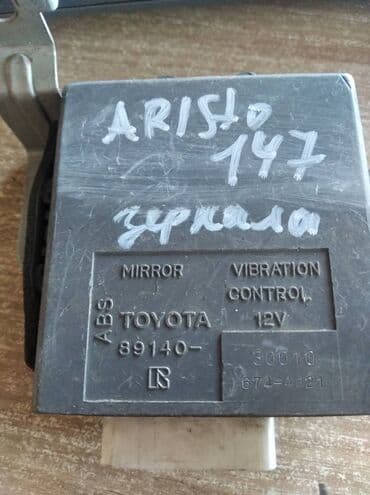 ARISTO
147
зеркала
MIRROR VIBRATION
CONTROL
ABS
TOYOTA 12V
89140- 30010